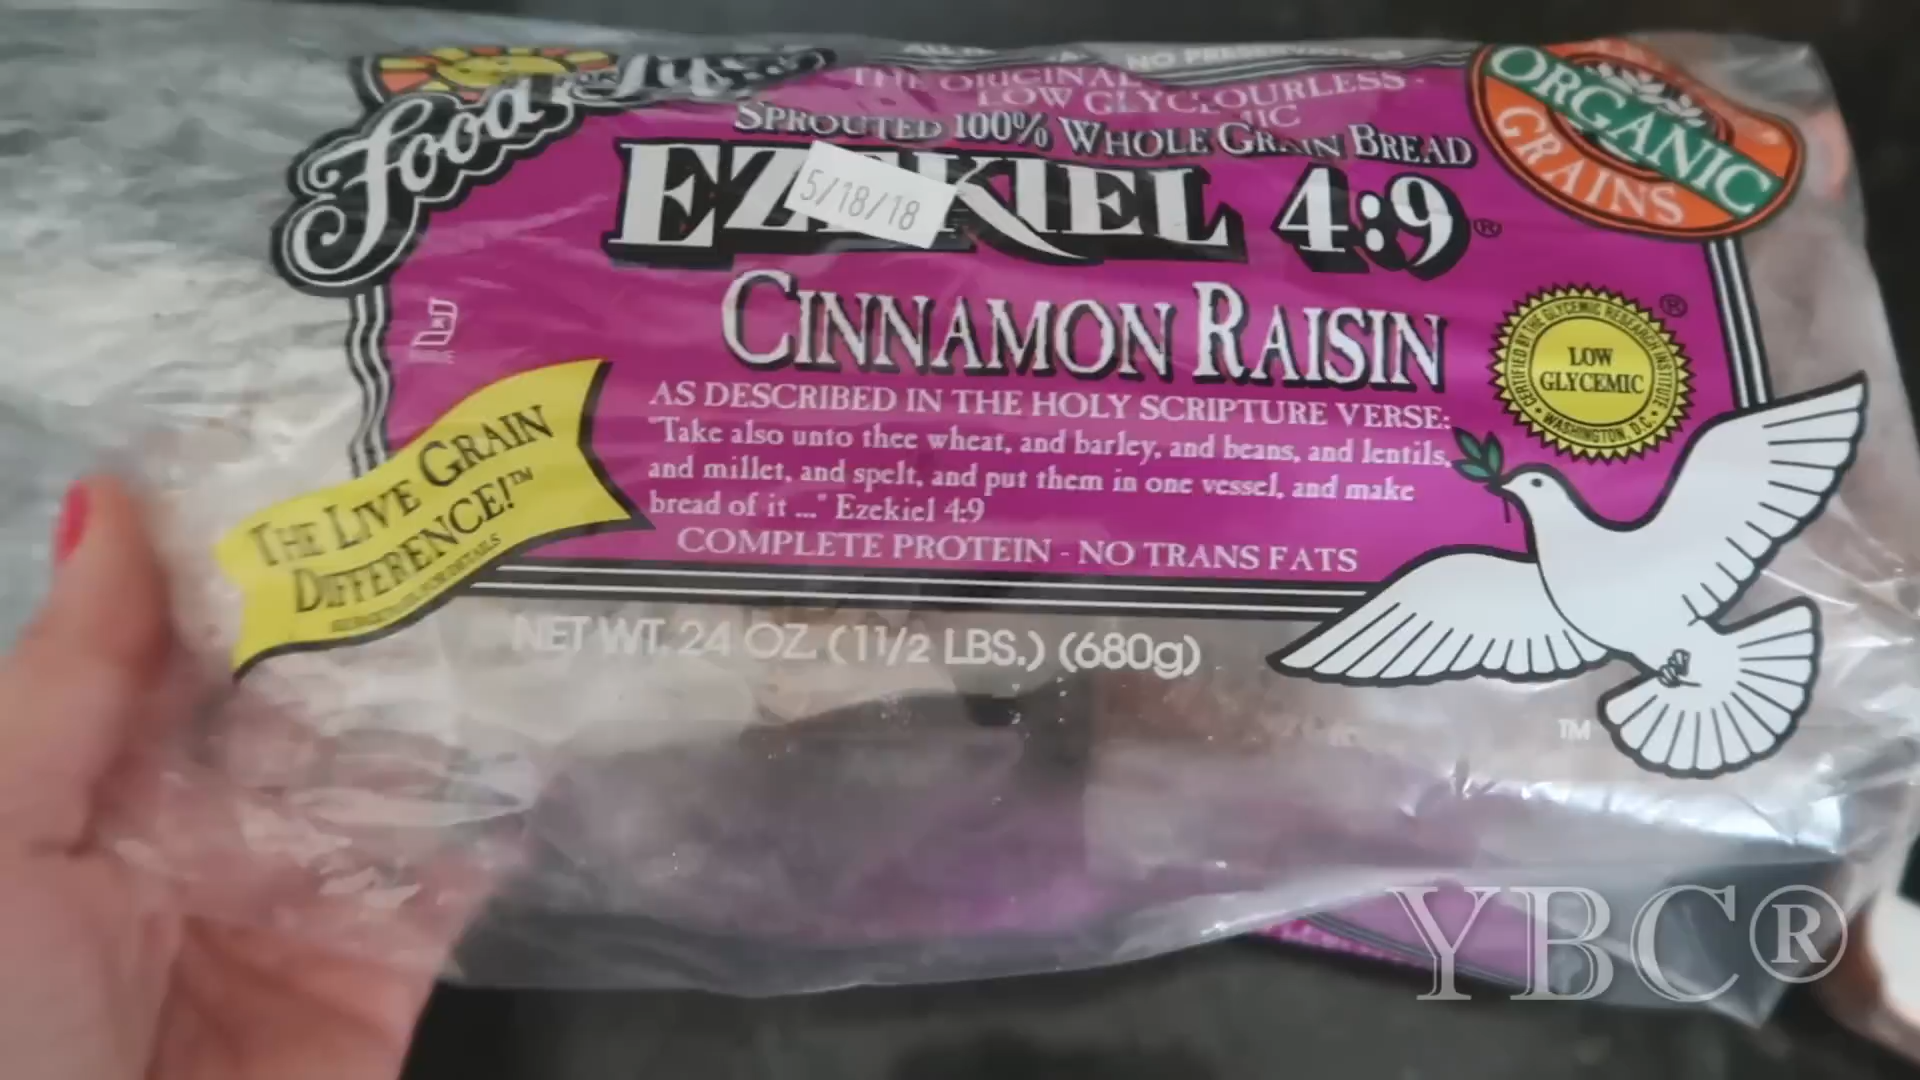 Food
NO PRESERVATIVES
THE ORIGINAL
LOW GLYC
OURLESS
SPROUTED 100% WHOLE GRAIN BREAD
EZEKIEL 4:9®
5/18/18
CINNAMON RAISIN
AS DESCRIBED IN THE HOLY SCRIPTURE VERSE:
"Take also unto thee wheat, and barley, and beans, and lentils,
and millet, and spelt, and put them in one vessel, and make
bread of it ..." Ezekiel 4:9
COMPLETE PROTEIN - NO TRANS FATS
ORGANIC
GRAINS
®
CERTIFIED BY THE GLYCEMIC RESEARCH INSTITUTE
LOW
GLYCEMIC
• WASHINGTON, D.C. •
THE LIVE GRAIN
DIFFERENCE!™
NET WT. 24 OZ. (1 1/2 LBS.) (680g)
TM
YBC®